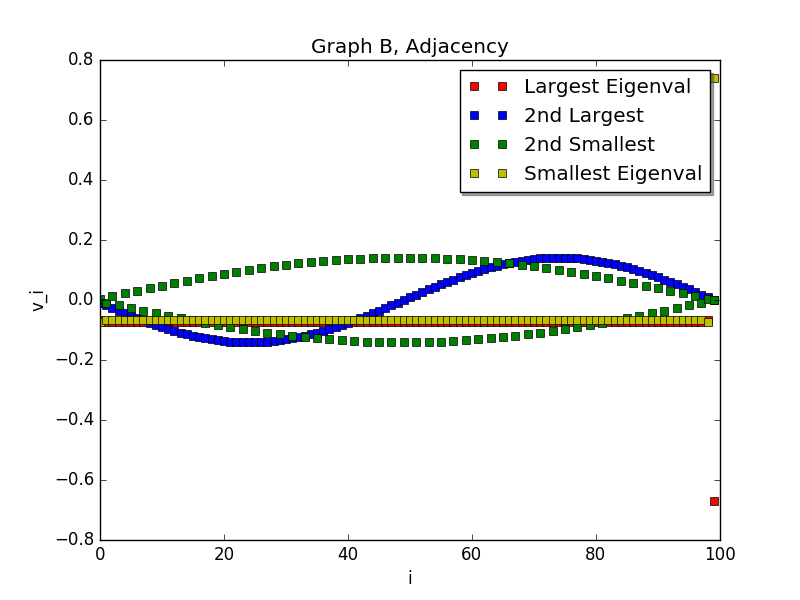 Graph B, Adjacency
0.8
0.6
0.4
0.2
0.0
−0.2
−0.4
−0.6
−0.8
v_i
Largest Eigenval
2nd Largest
2nd Smallest
Smallest Eigenval
0 20 40 60 80 100
i